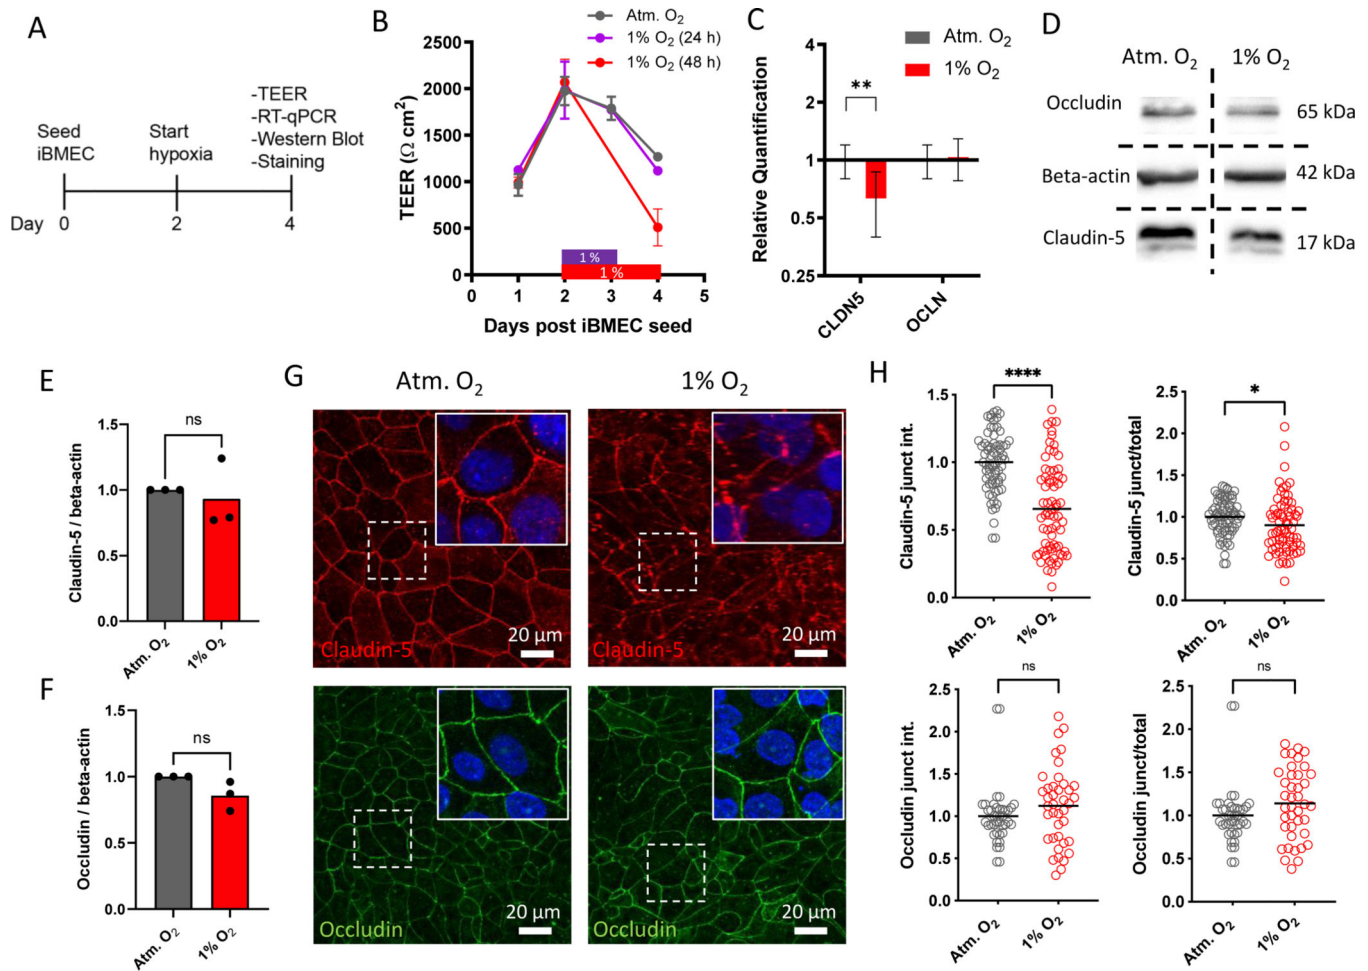 A
Seed
iBMEC
Start
hypoxia
-TEER
-RT-qPCR
-Western Blot
-Staining
Day 0 2 4
B
Atm. O2
1% O2 (24 h)
1% O2 (48 h)
TEER (Ω cm2)
2500
2000
1500
1000
500
0
1 %
1 %
0 1 2 3 4 5
Days post iBMEC seed
C
Atm. O2
1% O2
Relative Quantification
4
2
1
0.5
0.25
**
CLDN5
OCLN
D
Atm. O2 1% O2
Occludin 65 kDa
Beta-actin 42 kDa
Claudin-5 17 kDa
E
Claudin-5 / beta-actin
1.5
1.0
0.5
0.0
ns
Atm. O2
1% O2
F
Occludin / beta-actin
1.5
1.0
0.5
0.0
ns
Atm. O2
1% O2
G
Atm. O2 1% O2
Claudin-5
20 µm
Claudin-5
20 µm
Occludin
20 µm
Occludin
20 µm
H
Claudin-5 junct int.
1.5
1.0
0.5
0.0
****
Atm. O2
1% O2
Claudin-5 junct/total
2.5
2.0
1.5
1.0
0.5
0.0
*
Atm. O2
1% O2
Occludin junct int.
2.5
2.0
1.5
1.0
0.5
0.0
ns
Atm. O2
1% O2
Occludin junct/total
2.5
2.0
1.5
1.0
0.5
0.0
ns
Atm. O2
1% O2